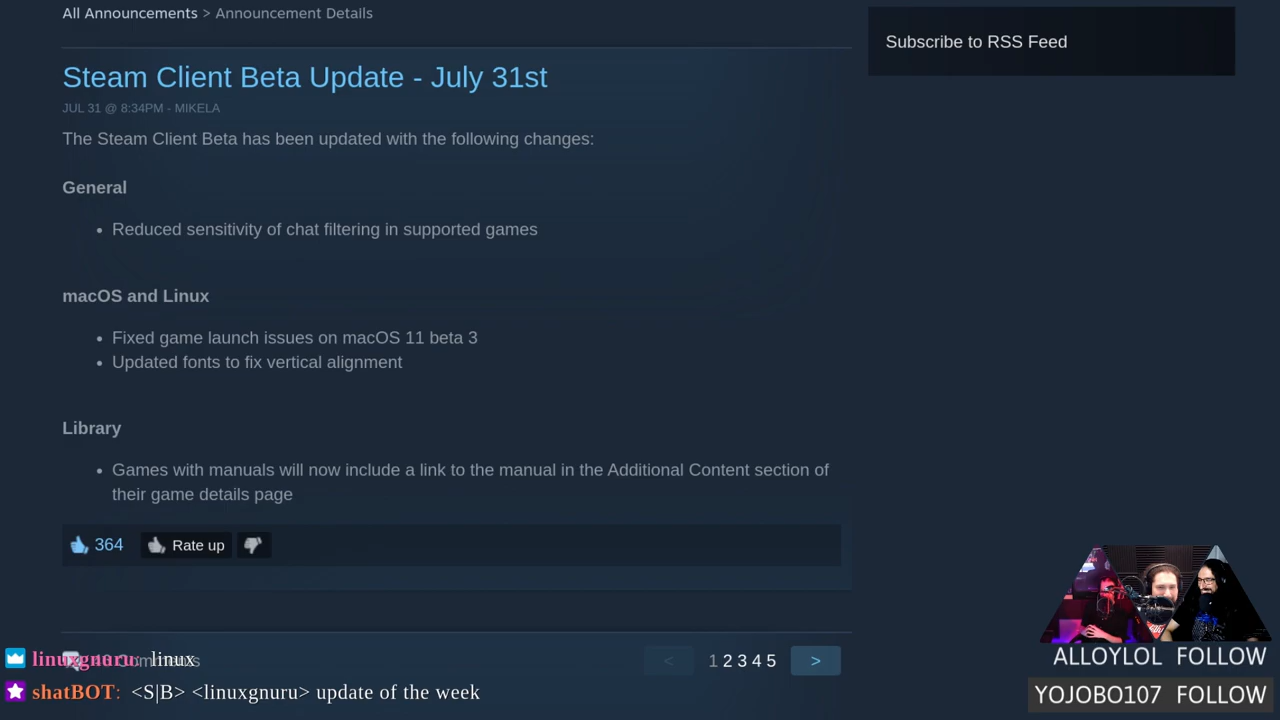 All Announcements > Announcement Details
Subscribe to RSS Feed
Steam Client Beta Update - July 31st
JUL 31 @ 8:34PM - MIKELA
The Steam Client Beta has been updated with the following changes:
General
• Reduced sensitivity of chat filtering in supported games
macOS and Linux
• Fixed game launch issues on macOS 11 beta 3
• Updated fonts to fix vertical alignment
Library
• Games with manuals will now include a link to the manual in the Additional Content section of
their game details page
364 Rate up
linuxgnuru: linux
< 1 2 3 4 5 >
shatBOT: <S|B> <linuxgnuru> update of the week
ALLOYLOL FOLLOW
YOJOBO107 FOLLOW